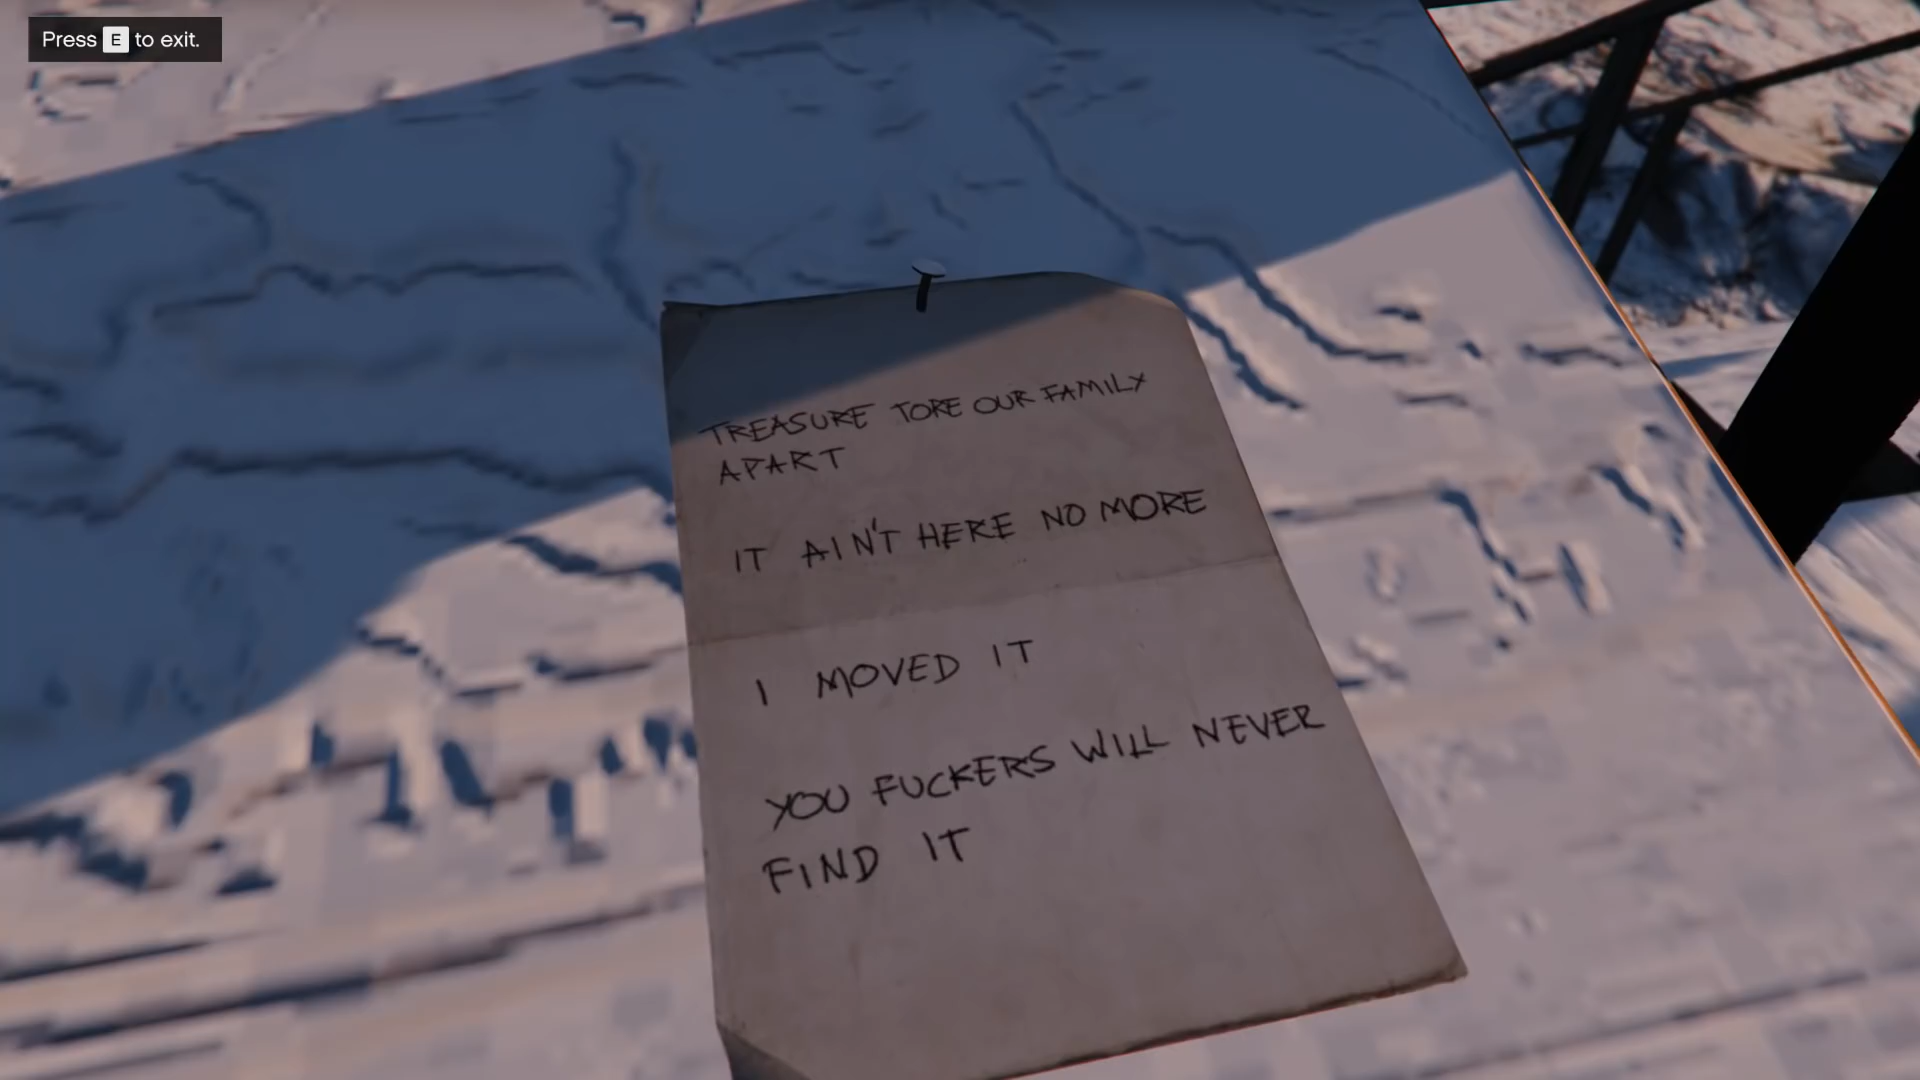 Press E to exit.
TREASURE TORE OUR FAMILY
APART
IT AIN'T HERE NO MORE
I MOVED IT
YOU FUCKERS WILL NEVER
FIND IT